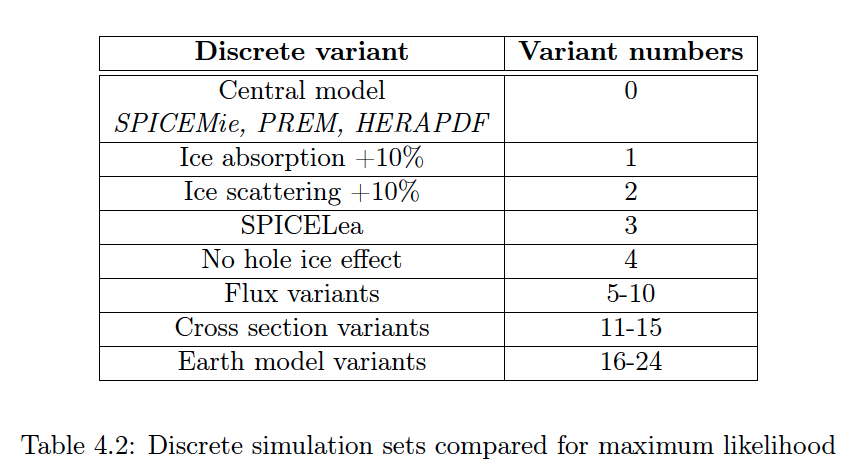 Discrete variant Variant numbers
Central model 0
SPICEMie, PREM, HERAPDF
Ice absorption +10% 1
Ice scattering +10% 2
SPICELea 3
No hole ice effect 4
Flux variants 5-10
Cross section variants 11-15
Earth model variants 16-24
Table 4.2: Discrete simulation sets compared for maximum likelihood